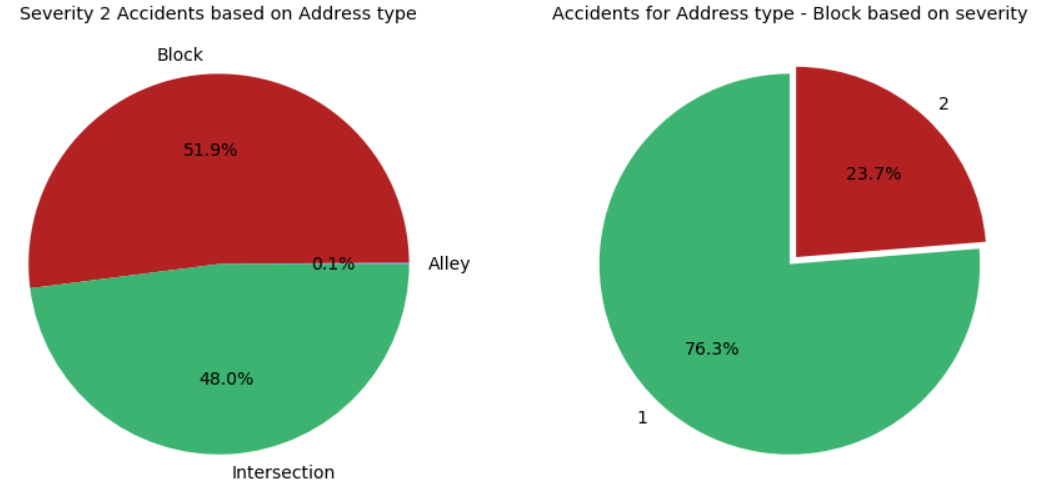 Severity 2 Accidents based on Address type
Block
51.9%
0.1%
Alley
48.0%
Intersection
Accidents for Address type - Block based on severity
2
23.7%
76.3%
1